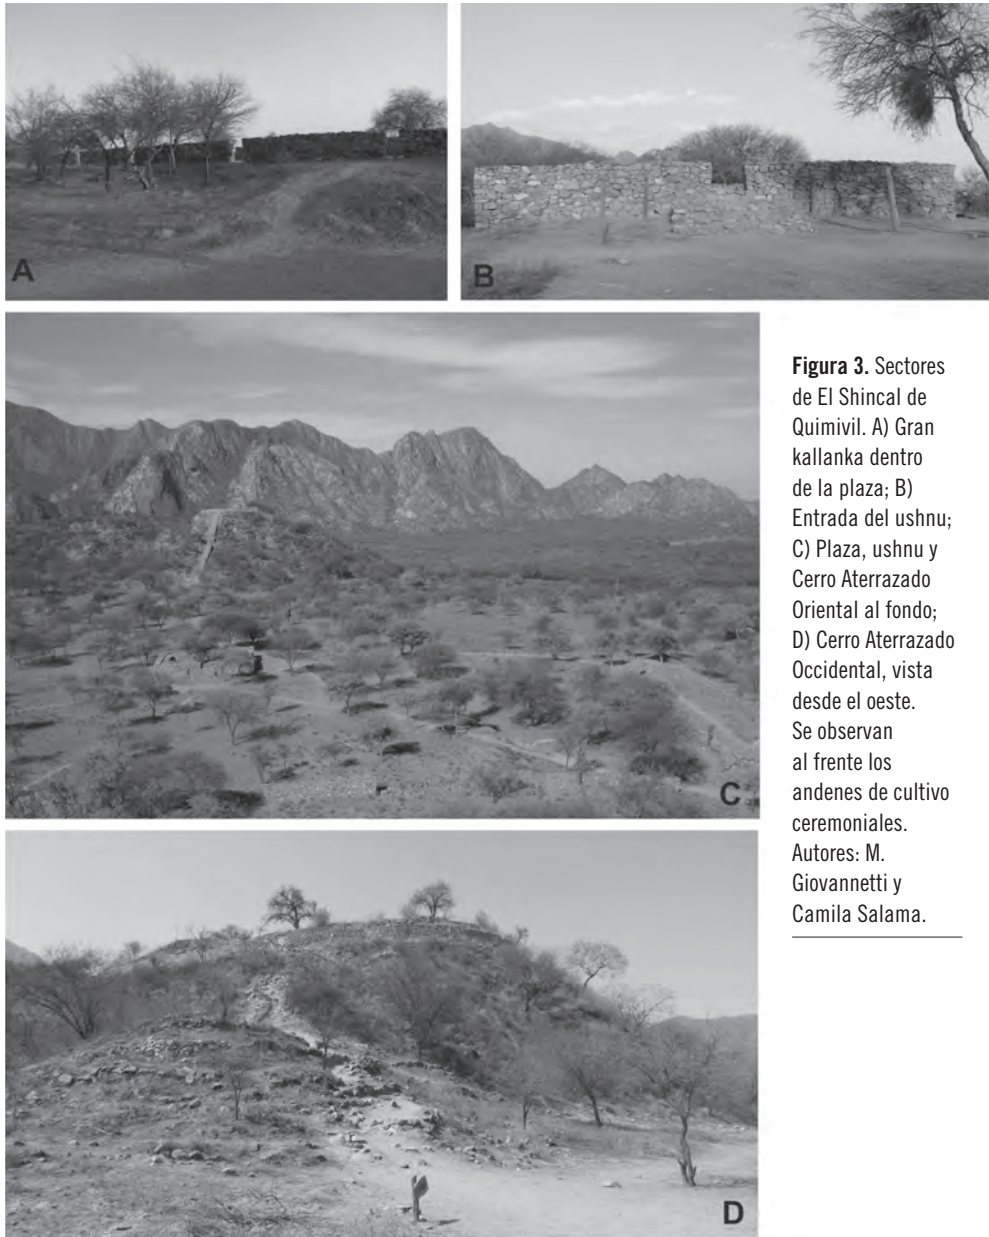 A
B
C
D
Figura 3. Sectores
de El Shincal de
Quimivil. A) Gran
kallanka dentro
de la plaza; B)
Entrada del ushnu;
C) Plaza, ushnu y
Cerro Aterrazado
Oriental al fondo;
D) Cerro Aterrazado
Occidental, vista
desde el oeste.
Se observan
al frente los
andenes de cultivo
ceremoniales.
Autores: M.
Giovannetti y
Camila Salama.